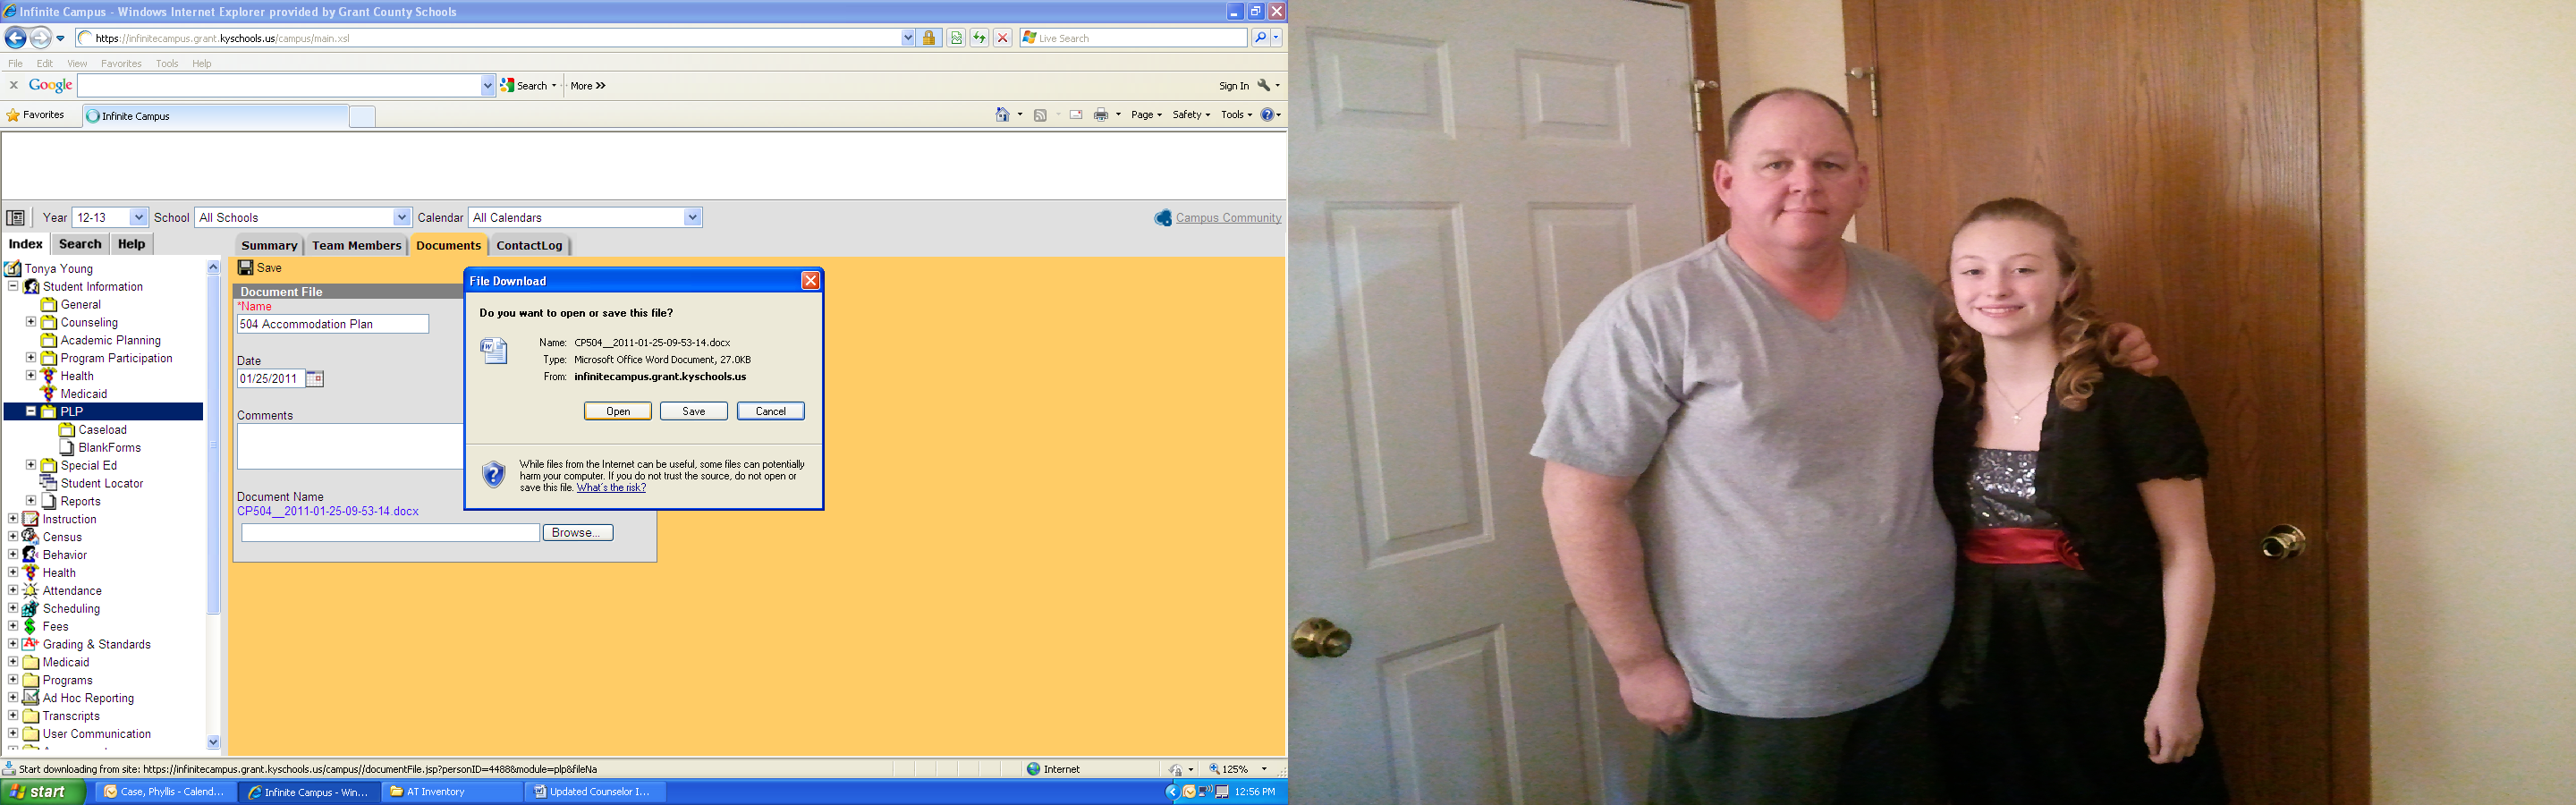 Infinite Campus - Windows Internet Explorer provided by Grant County Schools
https://infinitecampus.grant.kyschools.us/campus/main.xsl
Live Search
File Edit View Favorites Tools Help
x Google Search More »
Sign In
Favorites Infinite Campus
Page Safety Tools
Year 12-13 School All Schools Calendar All Calendars
Campus Community
Index Search Help
Summary Team Members Documents ContactLog
Tonya Young
Student Information
General
Counseling
Academic Planning
Program Participation
Health
Medicaid
PLP
Caseload
BlankForms
Special Ed
Student Locator
Reports
Instruction
Census
Behavior
Health
Attendance
Scheduling
Fees
Grading & Standards
Medicaid
Programs
Ad Hoc Reporting
Transcripts
User Communication
Save
Document File
*Name
504 Accommodation Plan
Date
01/25/2011
Comments
Document Name
CP504__2011-01-25-09-53-14.docx
Browse...
File Download
Do you want to open or save this file?
Name: CP504__2011-01-25-09-53-14.docx
Type: Microsoft Office Word Document, 27.0KB
From: infinitecampus.grant.kyschools.us
Open Save Cancel
While files from the Internet can be useful, some files can potentially
harm your computer. If you do not trust the source, do not open or
save this file. What's the risk?
Start downloading from site: https://infinitecampus.grant.kyschools.us/campus//documentFile.jsp?personID=4488&module=plp&fileNa
Internet
125%
start
Case, Phyllis - Calend...
Infinite Campus - Win...
AT Inventory
Updated Counselor I...
12:56 PM